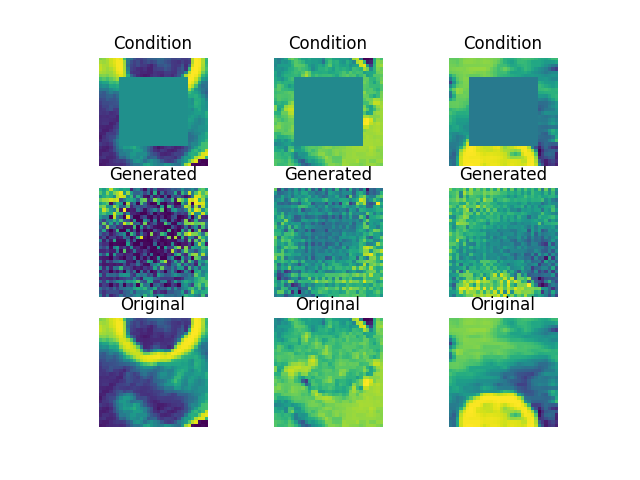 Condition Condition Condition
Generated Generated Generated
Original Original Original